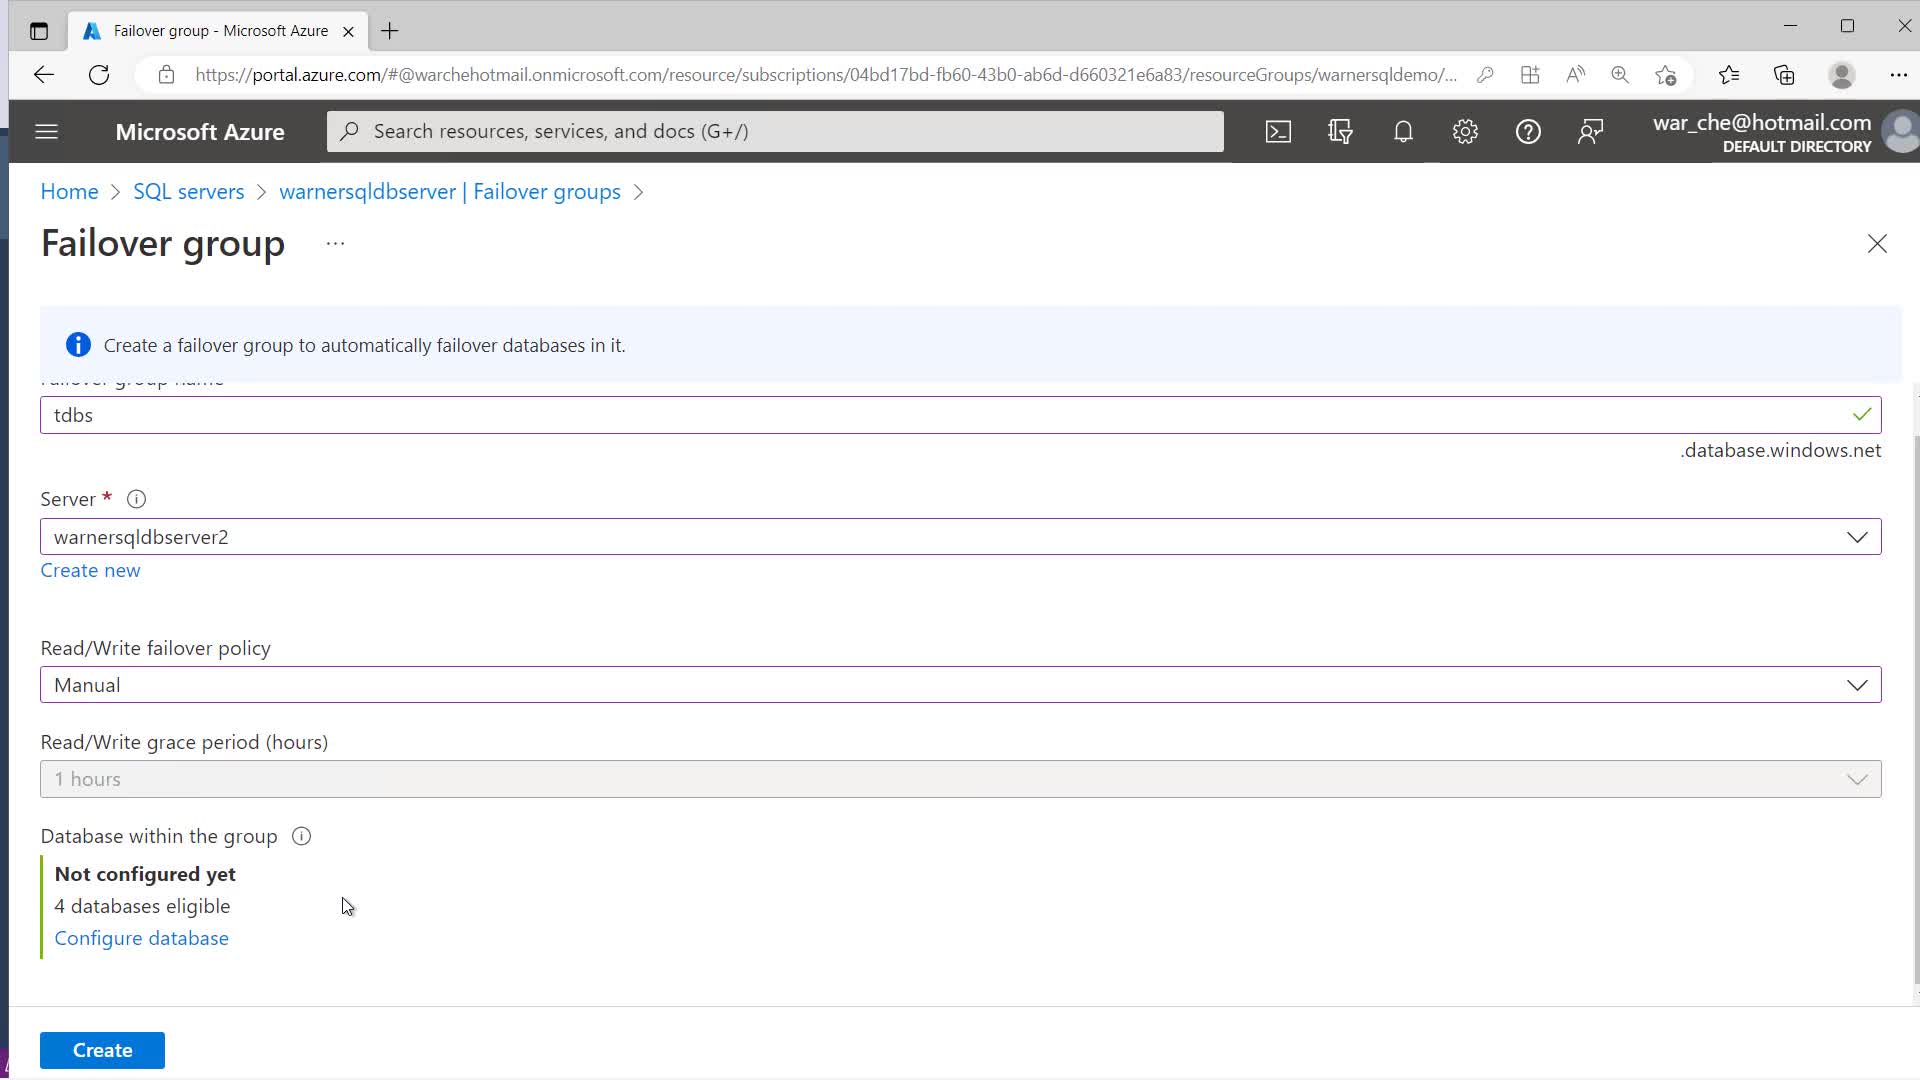 Failover group - Microsoft Azure
https://portal.azure.com/#@warchehotmail.onmicrosoft.com/resource/subscriptions/04bd17bd-fb60-43b0-ab6d-d660321e6a83/resourceGroups/warnersqldemo/...
Microsoft Azure
Search resources, services, and docs (G+/)
war_che@hotmail.com
DEFAULT DIRECTORY
Home > SQL servers > warnersqldbserver | Failover groups >
Failover group ...
Create a failover group to automatically failover databases in it.
Failover group name
tdbs
.database.windows.net
Server *
warnersqldbserver2
Create new
Read/Write failover policy
Manual
Read/Write grace period (hours)
1 hours
Database within the group
Not configured yet
4 databases eligible
Configure database
Create